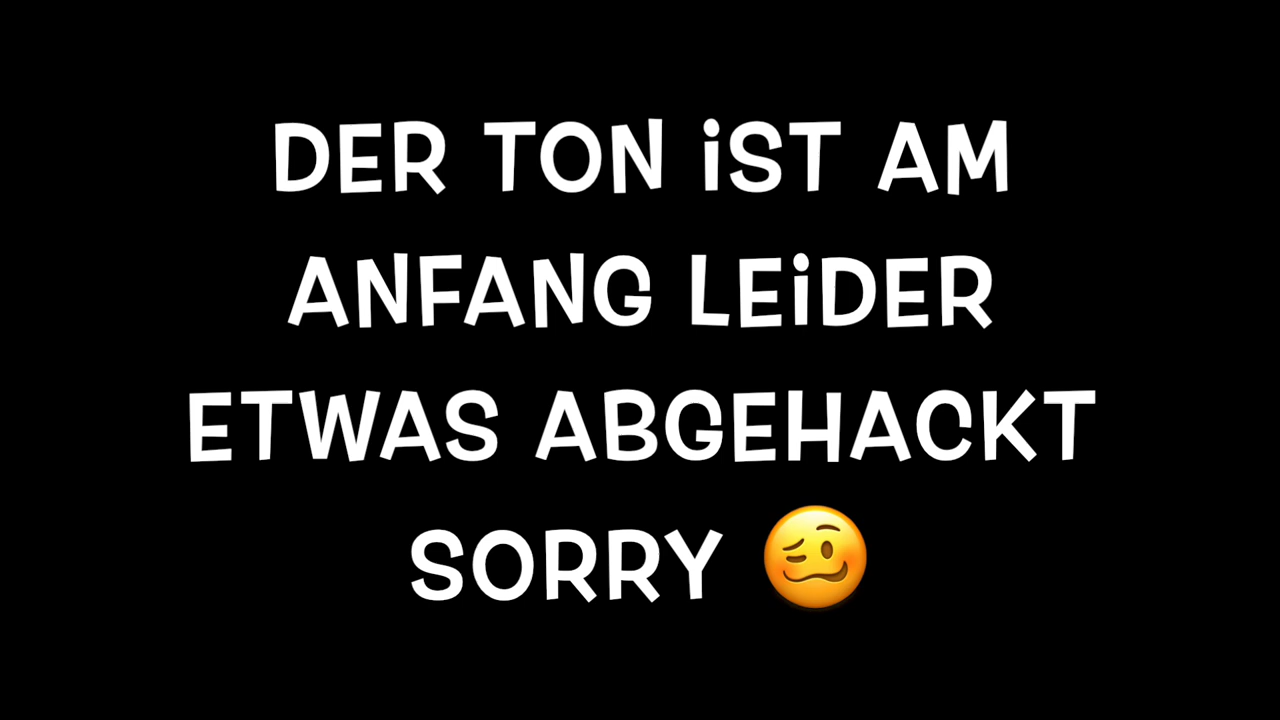 DER TON iST AM
ANFANG LEiDER
ETWAS ABGEHACKT
SORRY 🥴